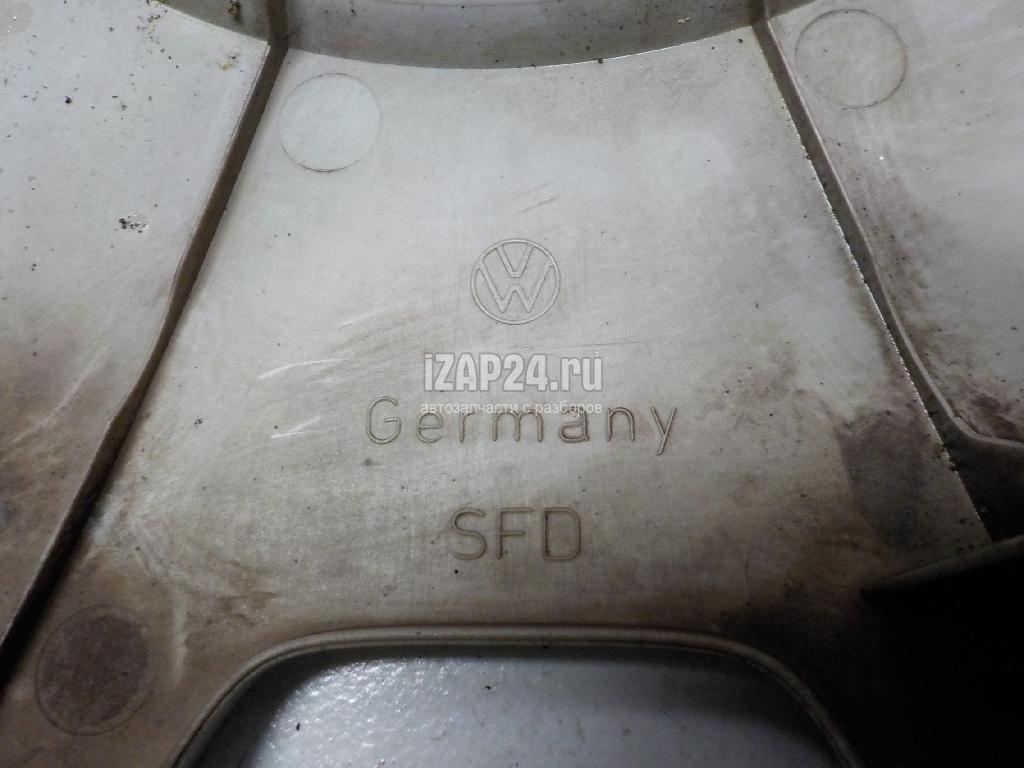 iZAP24.ru
автозапчасти с разборов
Germany
SFD